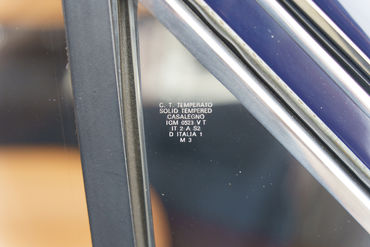 C. T. TEMPERATO
SOLID TEMPERED
CASALEGNO
IGM 0523 V T
IT 2 A S2
D ITALIA 1
M 3